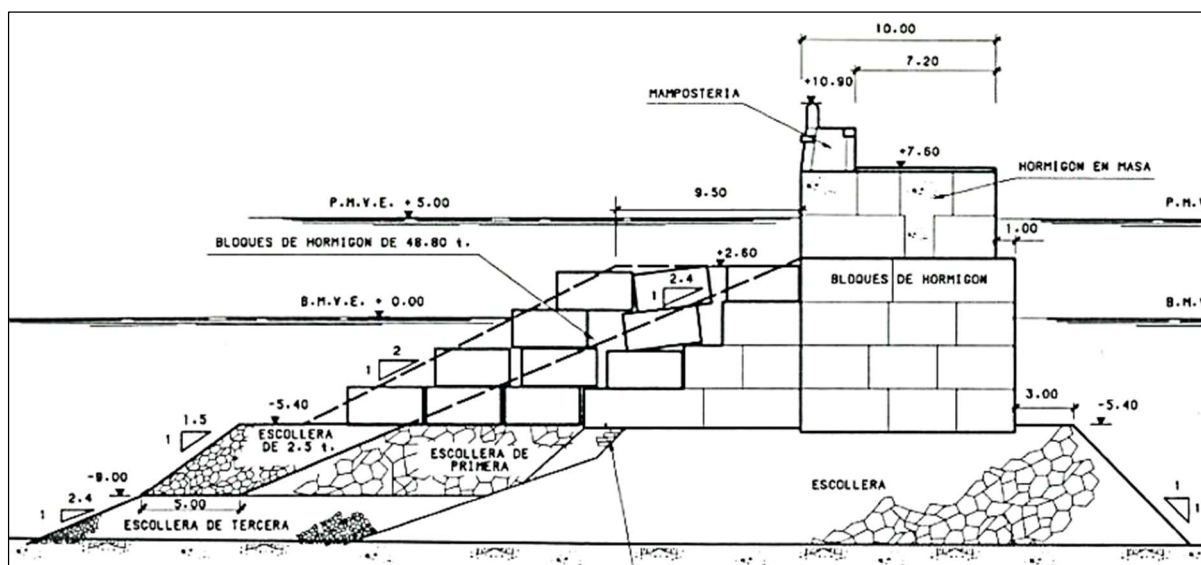 10.00
7.20
+10.90
MAMPOSTERIA
+7.60
HORMIGON EN MASA
9.50
P.M.V.E. + 5.00
P.M.V
1.00
BLOQUES DE HORMIGON DE 48.80 t.
+2.60
BLOQUES DE HORMIGON
2.4
1
B.M.V.E. + 0.00
B.M.V
2
1
3.00
-5.40
-5.40
1.5
1
ESCOLLERA
DE 2.5 t.
ESCOLLERA DE
PRIMERA
ESCOLLERA
-9.00
5.00
2.4
1
ESCOLLERA DE TERCERA
1
1